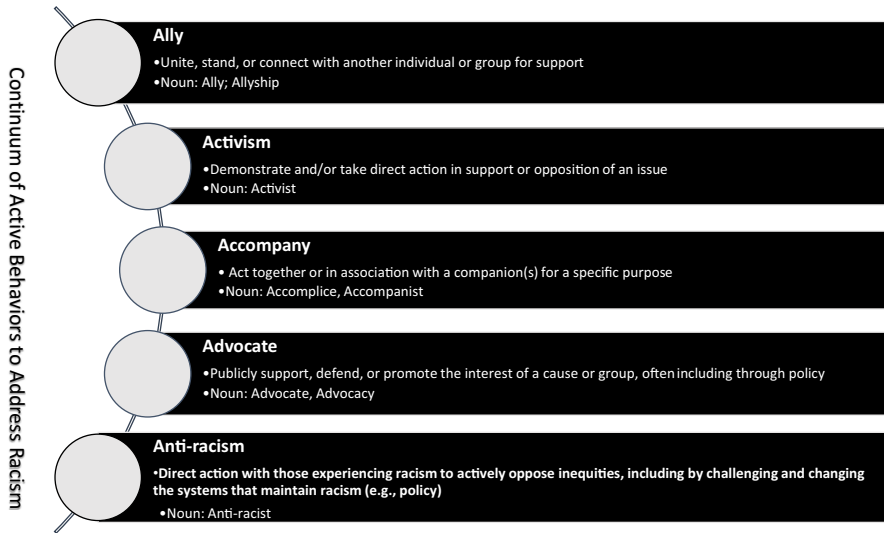 Continuum of Active Behaviors to Address Racism
Ally
•Unite, stand, or connect with another individual or group for support
•Noun: Ally; Allyship
Activism
•Demonstrate and/or take direct action in support or opposition of an issue
•Noun: Activist
Accompany
• Act together or in association with a companion(s) for a specific purpose
•Noun: Accomplice, Accompanist
Advocate
•Publicly support, defend, or promote the interest of a cause or group, often including through policy
•Noun: Advocate, Advocacy
Anti-racism
•Direct action with those experiencing racism to actively oppose inequities, including by challenging and changing
the systems that maintain racism (e.g., policy)
•Noun: Anti-racist